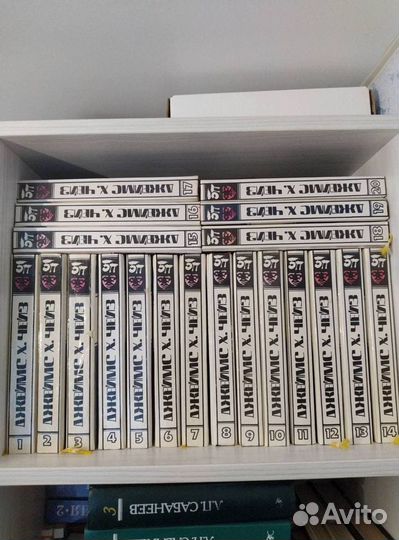 ДЖЕЙМС Х. ЧЕЙЗ 17
ДЖЕЙМС Х. ЧЕЙЗ 20
ДЖЕЙМС Х. ЧЕЙЗ 16
ДЖЕЙМС Х. ЧЕЙЗ 19
ДЖЕЙМС Х. ЧЕЙЗ 15
ДЖЕЙМС Х. ЧЕЙЗ 18
ДЖЕЙМС Х. ЧЕЙЗ 1
ДЖЕЙМС Х. ЧЕЙЗ 2
ДЖЕЙМС Х. ЧЕЙЗ 3
ДЖЕЙМС Х. ЧЕЙЗ 4
ДЖЕЙМС Х. ЧЕЙЗ 5
ДЖЕЙМС Х. ЧЕЙЗ 6
ДЖЕЙМС Х. ЧЕЙЗ 7
ДЖЕЙМС Х. ЧЕЙЗ 8
ДЖЕЙМС Х. ЧЕЙЗ 9
ДЖЕЙМС Х. ЧЕЙЗ 10
ДЖЕЙМС Х. ЧЕЙЗ 11
ДЖЕЙМС Х. ЧЕЙЗ 12
ДЖЕЙМС Х. ЧЕЙЗ 13
ДЖЕЙМС Х. ЧЕЙЗ 14
3 Л.П. САБАНЕЕВ
Avito